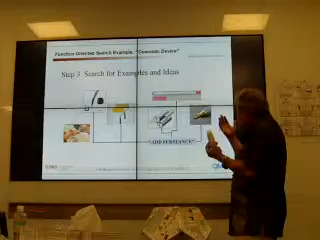 Function Oriented Search Example: "Cosmetic Device"
Step 3  Search for Examples and Ideas
"ADD SUBSTANCE"